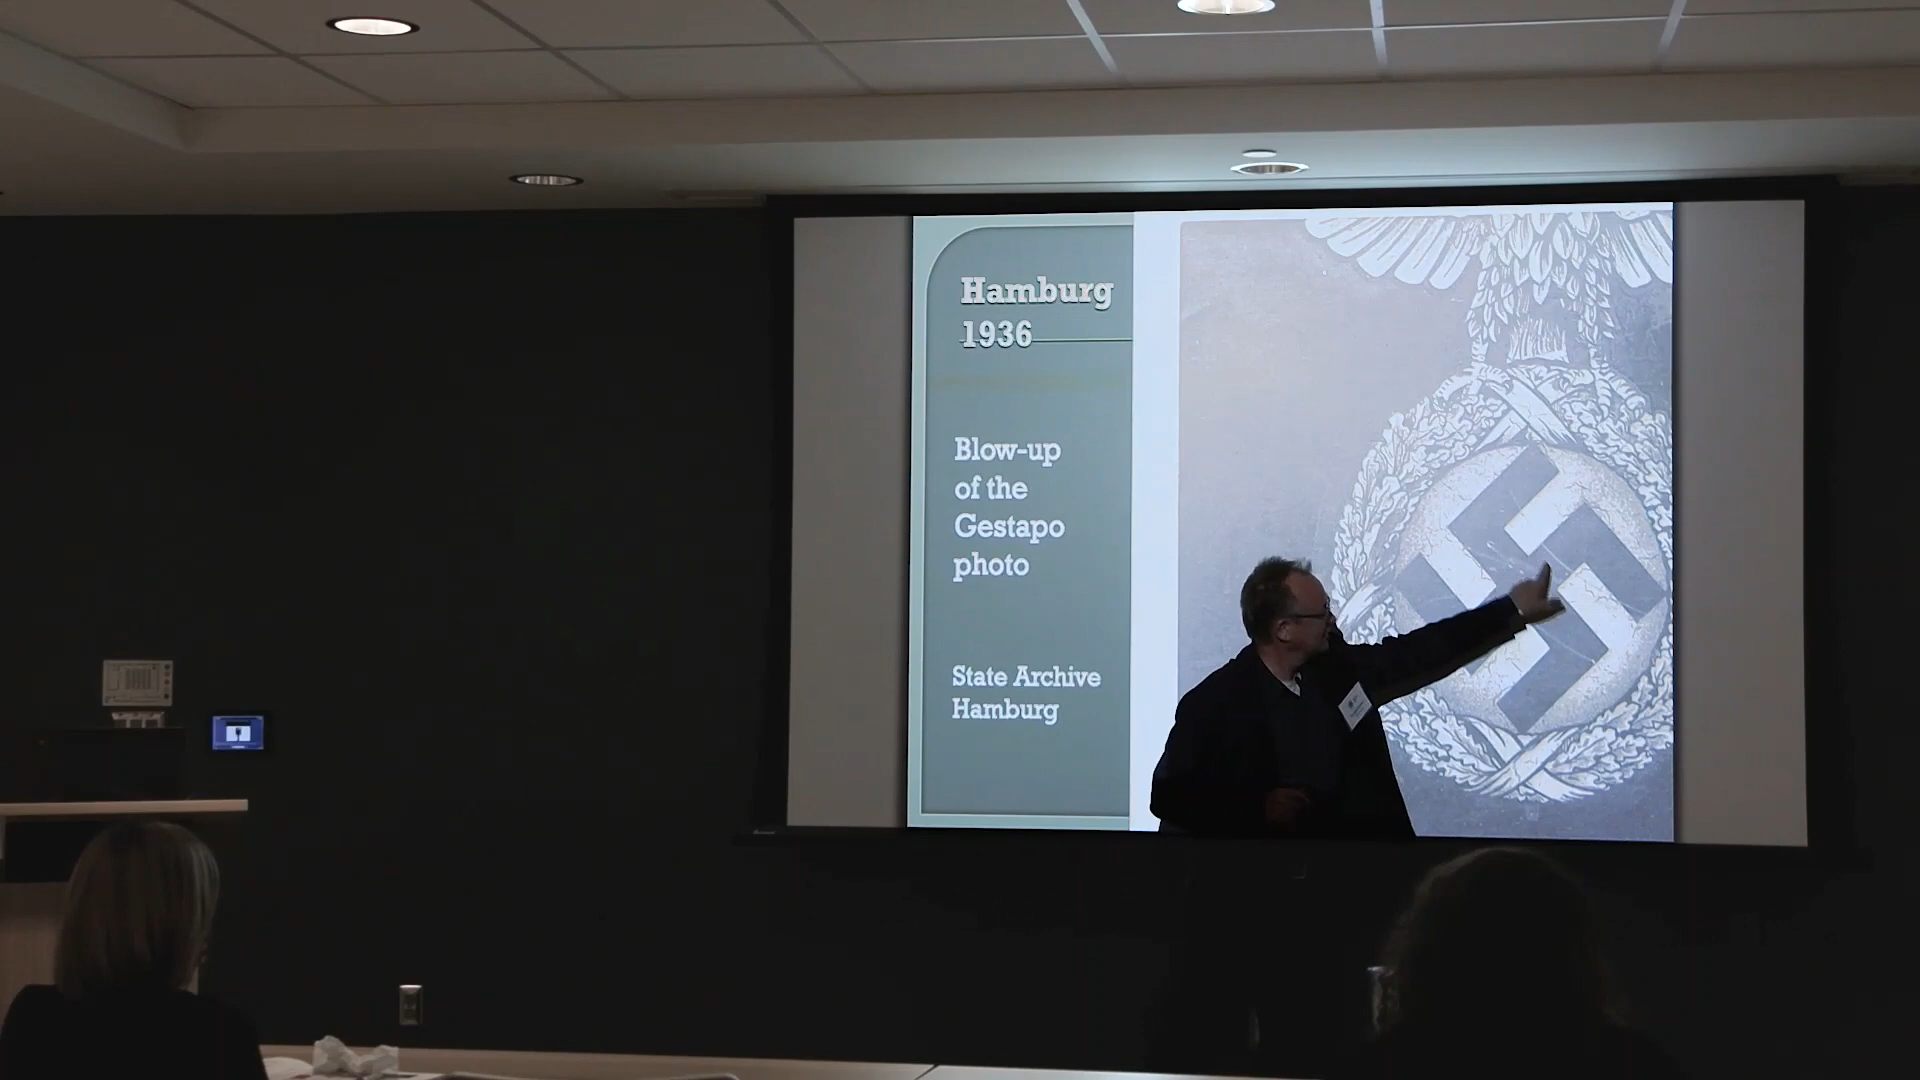 Hamburg
1936
Blow-up
of the
Gestapo
photo
State Archive
Hamburg